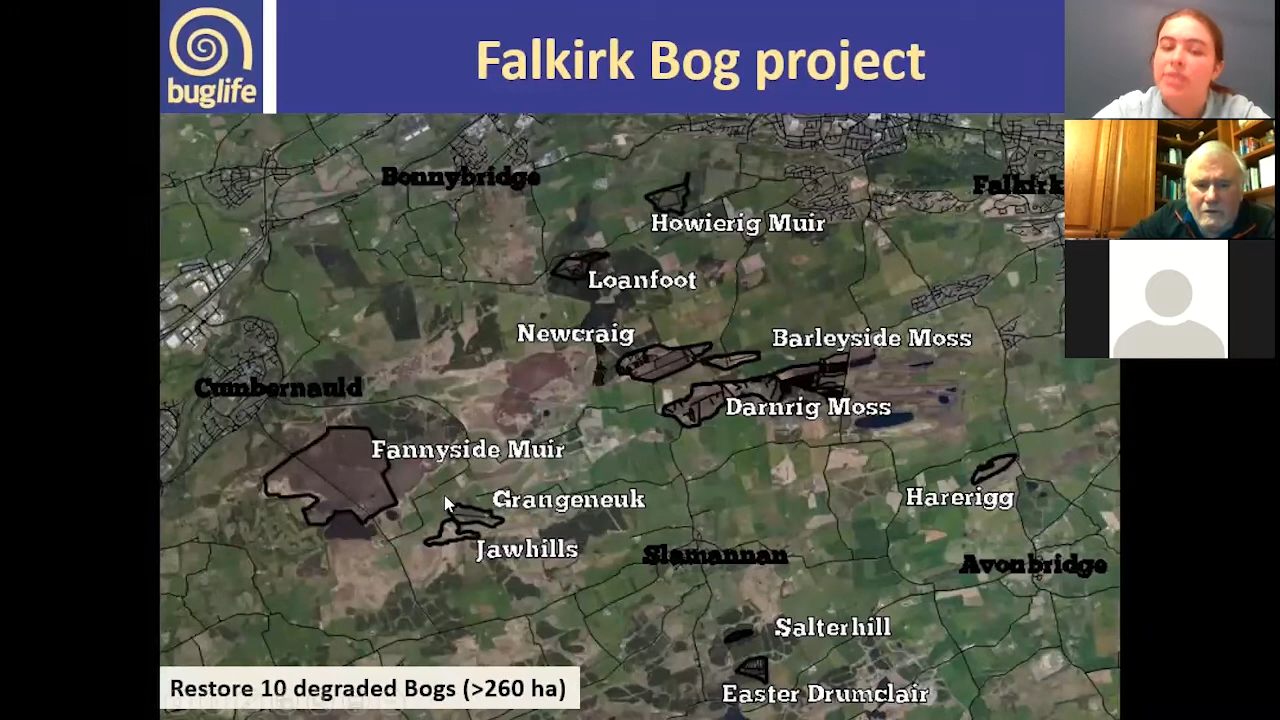 buglife
Falkirk Bog project
Bonnybridge
Falkirk
Howierig Muir
Loanfoot
Newcraig
Barleyside Moss
Cumbernauld
Darnrig Moss
Fannyside Muir
Grangeneuk
Harerigg
Jawhills
Slamannan
Avonbridge
Salterhill
Restore 10 degraded Bogs (>260 ha)
Easter Drumclair